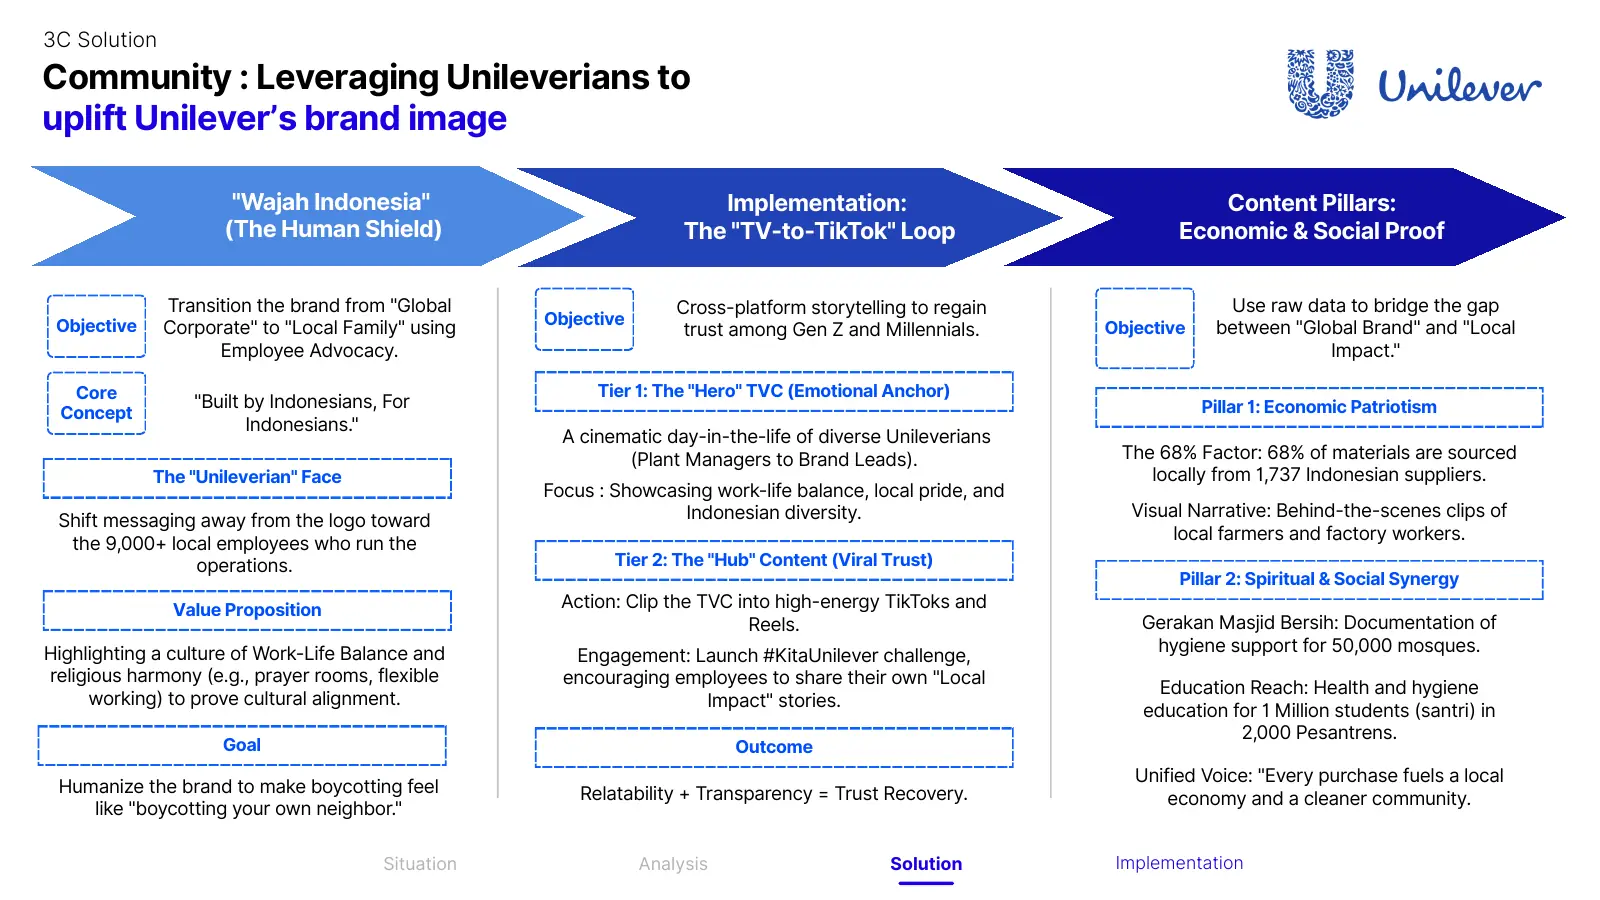 3C Solution
Community : Leveraging Unileverians to
uplift Unilever's brand image
Unilever
"Wajah Indonesia"
(The Human Shield)
Objective
Transition the brand from "Global
Corporate" to "Local Family" using
Employee Advocacy.
Core
Concept
"Built by Indonesians, For
Indonesians."
The "Unileverian" Face
Shift messaging away from the logo toward
the 9,000+ local employees who run the
operations.
Value Proposition
Highlighting a culture of Work-Life Balance and
religious harmony (e.g., prayer rooms, flexible
working) to prove cultural alignment.
Goal
Humanize the brand to make boycotting feel
like "boycotting your own neighbor."
Implementation:
The "TV-to-TikTok" Loop
Objective
Cross-platform storytelling to regain
trust among Gen Z and Millennials.
Tier 1: The "Hero" TVC (Emotional Anchor)
A cinematic day-in-the-life of diverse Unileverians
(Plant Managers to Brand Leads).
Focus : Showcasing work-life balance, local pride, and
Indonesian diversity.
Tier 2: The "Hub" Content (Viral Trust)
Action: Clip the TVC into high-energy TikToks and
Reels.
Engagement: Launch #KitaUnilever challenge,
encouraging employees to share their own "Local
Impact" stories.
Outcome
Relatability + Transparency = Trust Recovery.
Content Pillars:
Economic & Social Proof
Objective
Use raw data to bridge the gap
between "Global Brand" and "Local
Impact."
Pillar 1: Economic Patriotism
The 68% Factor: 68% of materials are sourced
locally from 1,737 Indonesian suppliers.
Visual Narrative: Behind-the-scenes clips of
local farmers and factory workers.
Pillar 2: Spiritual & Social Synergy
Gerakan Masjid Bersih: Documentation of
hygiene support for 50,000 mosques.
Education Reach: Health and hygiene
education for 1 Million students (santri) in
2,000 Pesantrens.
Unified Voice: "Every purchase fuels a local
economy and a cleaner community.
Situation
Analysis
Solution
Implementation